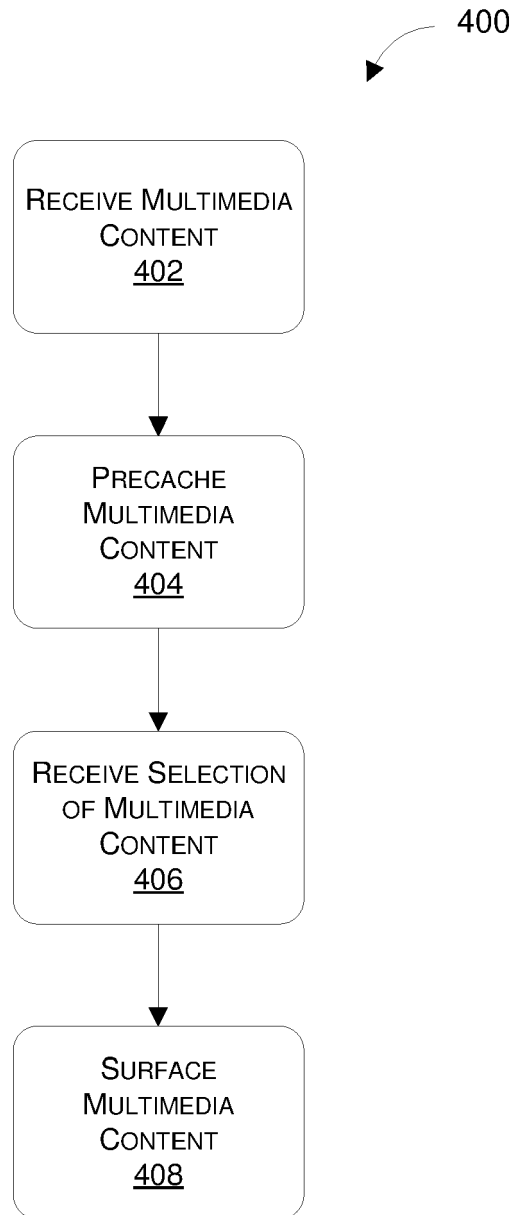 400
RECEIVE MULTIMEDIA
CONTENT
402
PRECACHE
MULTIMEDIA
CONTENT
404
RECEIVE SELECTION
OF MULTIMEDIA
CONTENT
406
SURFACE
MULTIMEDIA
CONTENT
408